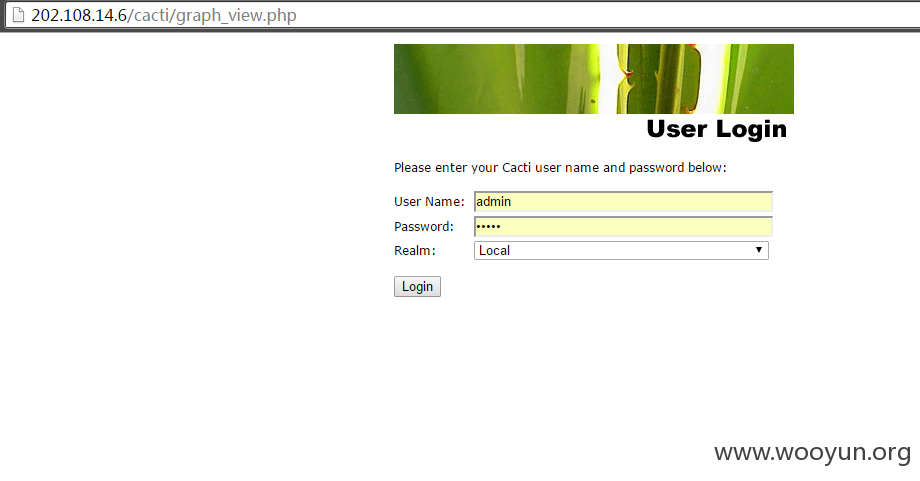 202.108.14.6/cacti/graph_view.php
User Login
Please enter your Cacti user name and password below:
User Name: admin
Password: •••••
Realm: Local
Login
www.wooyun.org